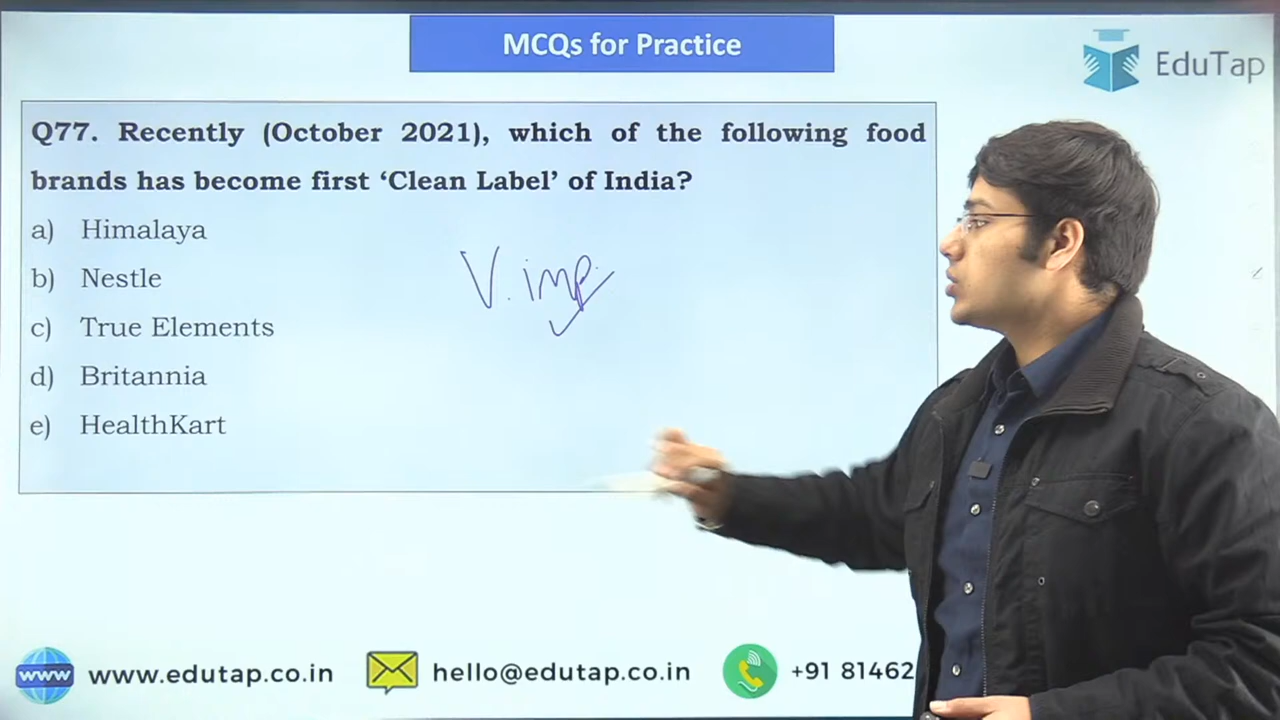 MCQs for Practice
EduTap
Q77. Recently (October 2021), which of the following food
brands has become first ‘Clean Label’ of India?
a) Himalaya
b) Nestle
c) True Elements
d) Britannia
e) HealthKart
V. imp.
www www.edutap.co.in
hello@edutap.co.in
+91 81462